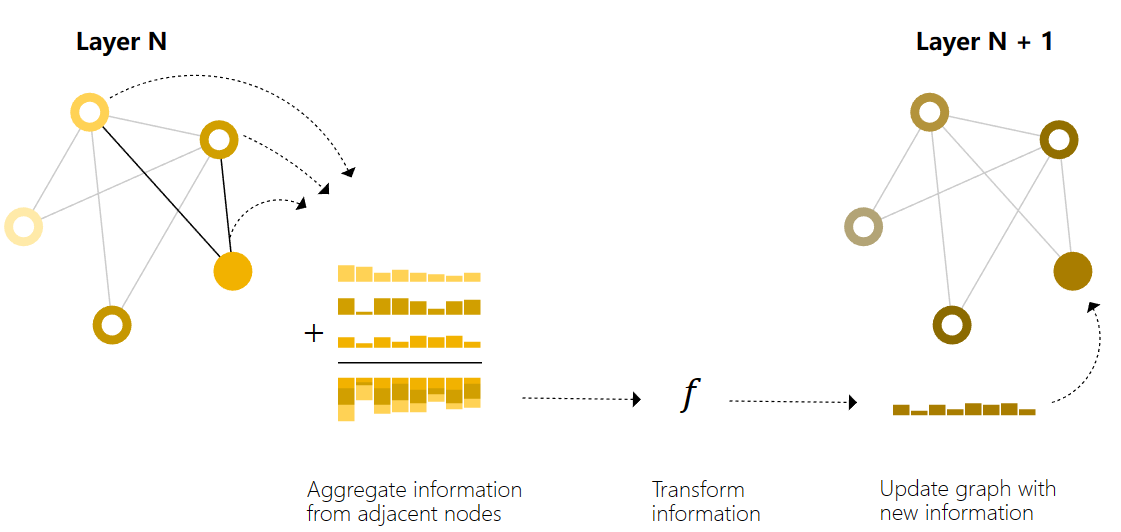 Layer N
Layer N + 1
+
f
Aggregate information
from adjacent nodes
Transform
information
Update graph with
new information